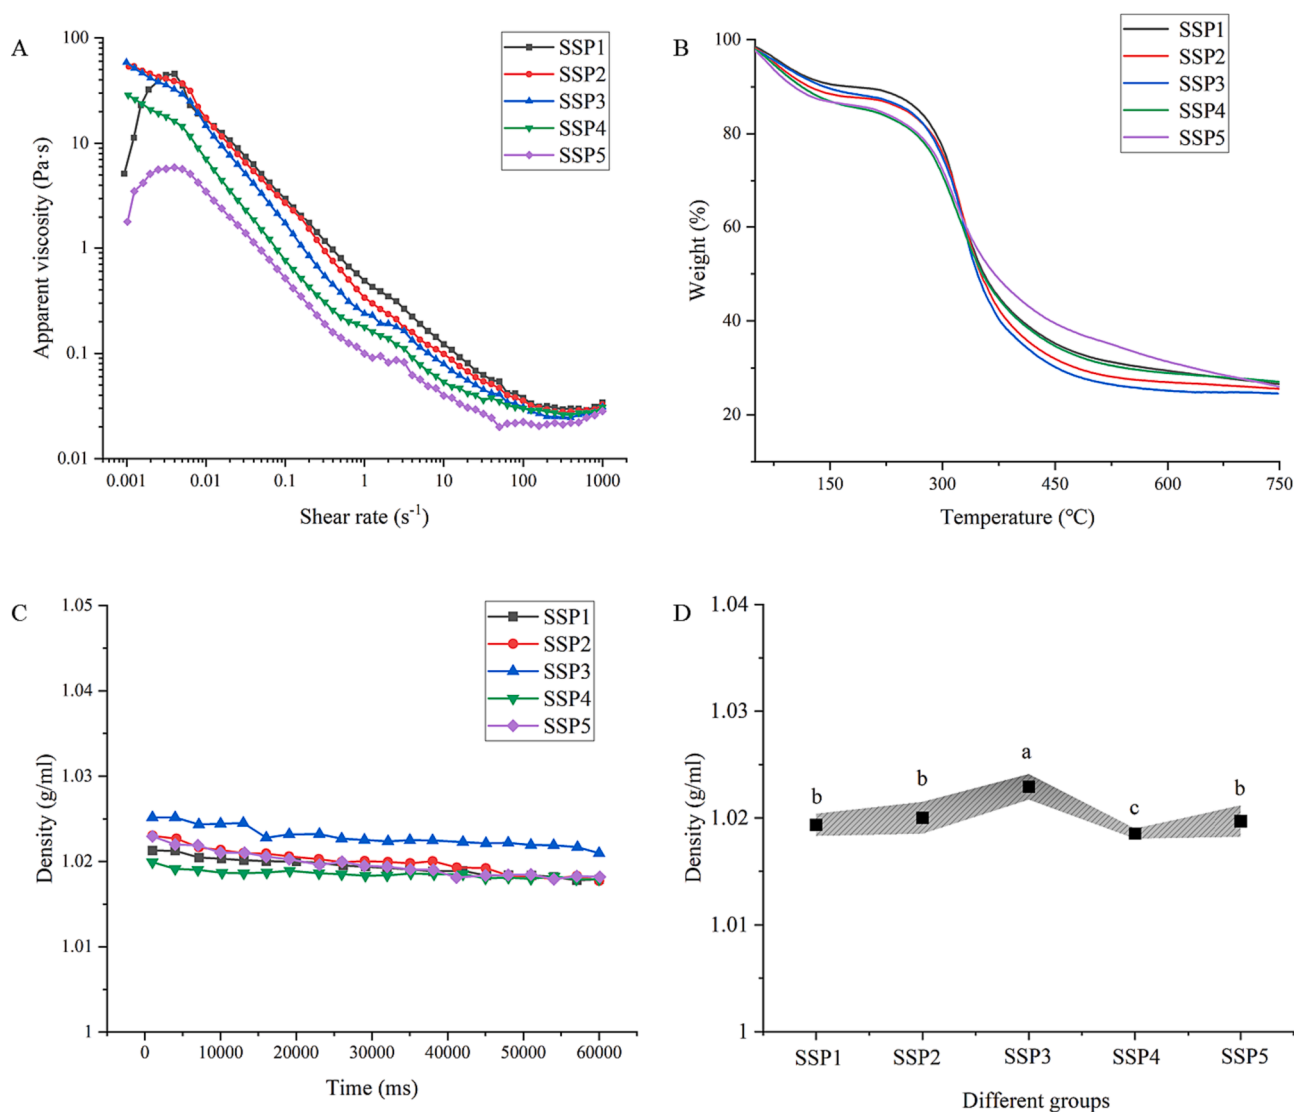 A
Apparent viscosity (Pa·s)
100
10
1
0.1
0.01
0.001 0.01 0.1 1 10 100 1000
Shear rate (s⁻¹)
SSP1
SSP2
SSP3
SSP4
SSP5
B
Weight (%)
100
80
60
40
20
150 300 450 600 750
Temperature (℃)
SSP1
SSP2
SSP3
SSP4
SSP5
C
Density (g/ml)
1.05
1.04
1.03
1.02
1.01
1
0 10000 20000 30000 40000 50000 60000
Time (ms)
SSP1
SSP2
SSP3
SSP4
SSP5
D
Density (g/ml)
1.04
1.03
1.02
1.01
1
b b a c b
SSP1 SSP2 SSP3 SSP4 SSP5
Different groups